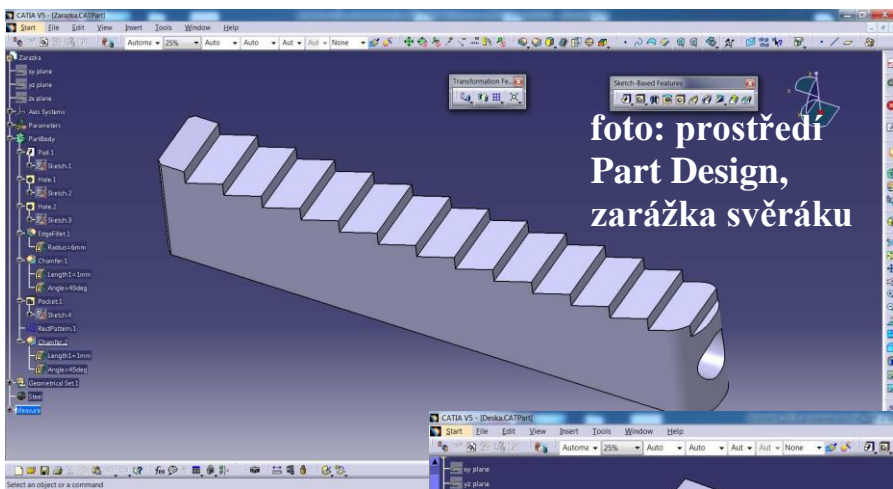 CATIA V5 - [Zarazka.CATPart]
Start File Edit View Insert Tools Window Help
Automa 25% Auto Auto Aut Aut None
Zarazka
xy plane
yz plane
zx plane
Axis Systems
Parameters
PartBody
Pad.1
Sketch.1
Hole.1
Sketch.2
Hole.2
Sketch.3
EdgeFillet.1
Radius=6mm
Chamfer.1
Length1=1mm
Angle=45deg
Pocket.1
Sketch.4
RectPattern.1
Chamfer.2
Length1=1mm
Angle=45deg
Geometrical Set.1
Steel
Measure
Transformation Fe...
Sketch-Based Features
foto: prostředí
Part Design,
zarážka svěráku
Select an object or a command
CATIA V5 - [Deska.CATPart]
Start File Edit View Insert Tools Window Help
Automa 25% Auto Auto Aut Aut None
xy plane
yz plane